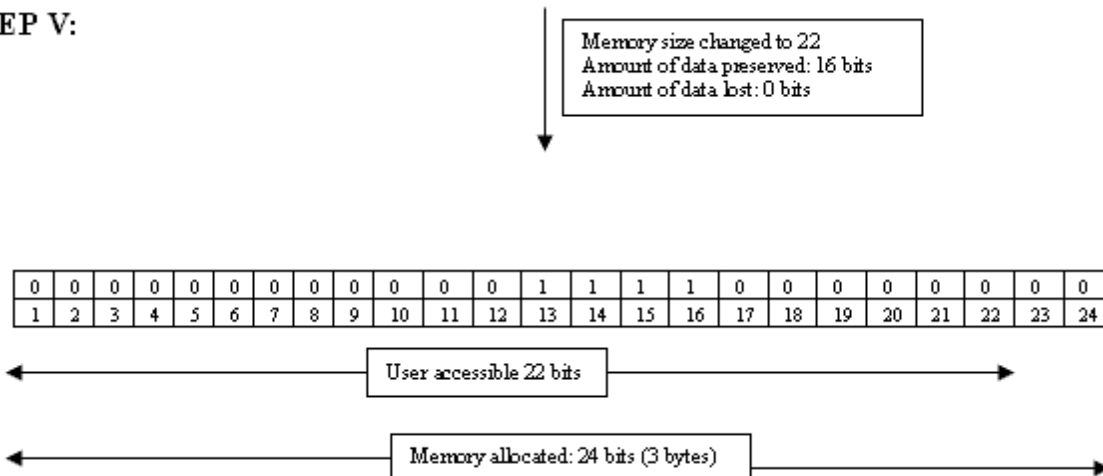 EP V:
Memory size changed to 22
Amount of data preserved: 16 bits
Amount of data lost: 0 bits
0 0 0 0 0 0 0 0 0 0 0 0 1 1 1 1 0 0 0 0 0 0 0 0
1 2 3 4 5 6 7 8 9 10 11 12 13 14 15 16 17 18 19 20 21 22 23 24
User accessible 22 bits
Memory allocated: 24 bits (3 bytes)